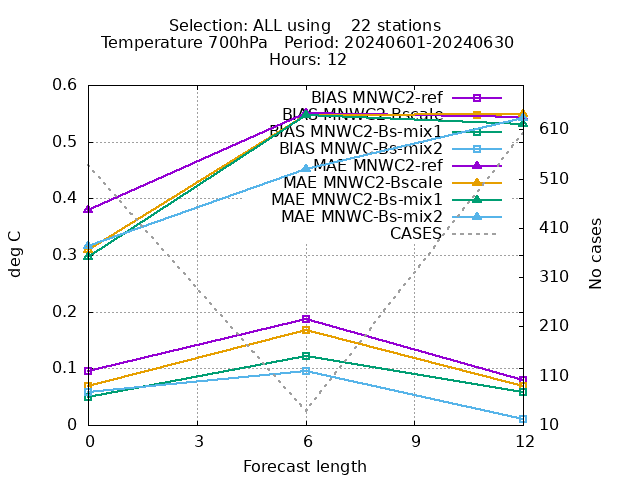 Selection: ALL using    22 stations
Temperature 700hPa   Period: 20240601-20240630
Hours: 12
0.6
0.5
0.4
0.3
0.2
0.1
0
deg C
BIAS MNWC2-ref
BIAS MNWC2-Bscale
BIAS MNWC2-Bs-mix1
BIAS MNWC-Bs-mix2
MAE MNWC2-ref
MAE MNWC2-Bscale
MAE MNWC2-Bs-mix1
MAE MNWC-Bs-mix2
CASES
610
510
410
310
210
110
10
No cases
0 3 6 9 12
Forecast length